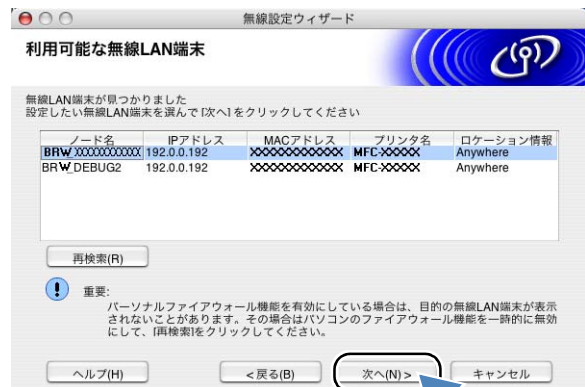 無線設定ウィザード
利用可能な無線LAN端末
無線LAN端末が見つかりました
設定したい無線LAN端末を選んで「次へ」をクリックしてください
ノード名 IPアドレス MACアドレス プリンタ名 ロケーション情報
BRW_XXXXXXXXXXXX 192.0.0.192 XXXXXXXXXXXX MFC-XXXXX Anywhere
BRW_DEBUG2 192.0.0.192 XXXXXXXXXXXX MFC-XXXXX Anywhere
再検索(R)
重要:
パーソナルファイアウォール機能を有効にしている場合は、目的の無線LAN端末が表示
されないことがあります。その場合はパソコンのファイアウォール機能を一時的に無効
にして、「再検索」をクリックしてください。
ヘルプ(H) <戻る(B) 次へ(N)> キャンセル